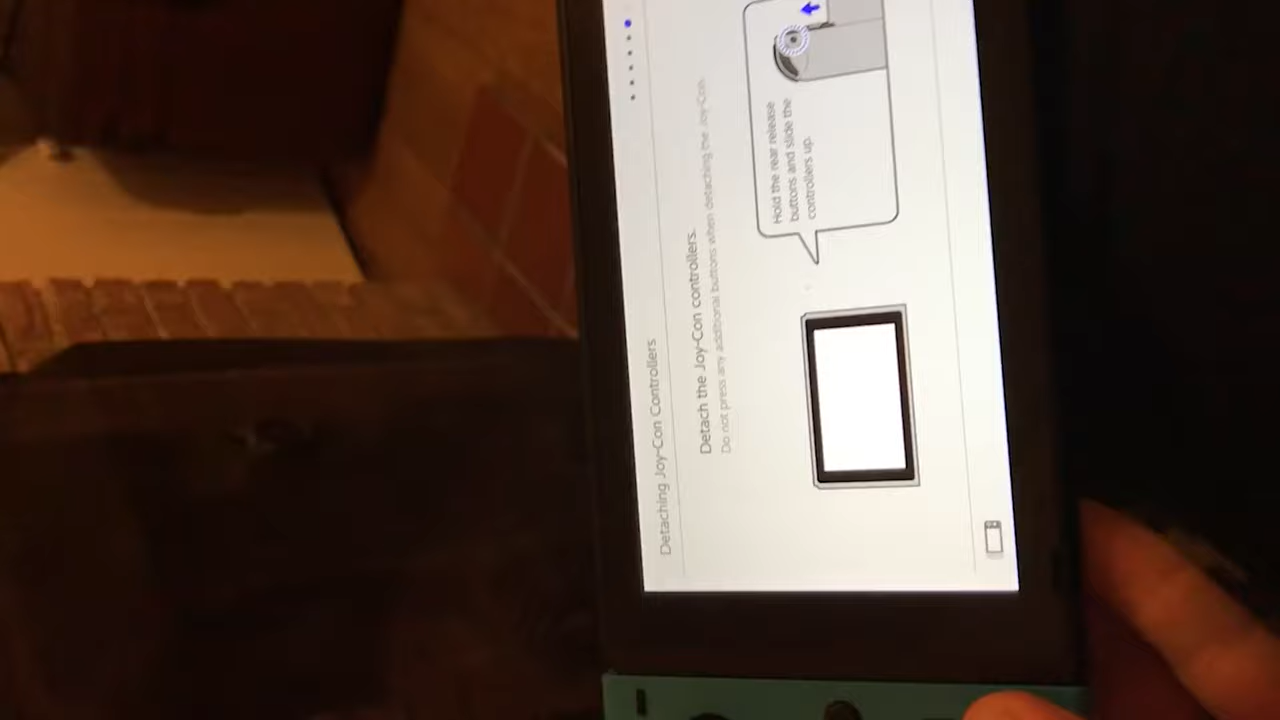 Detaching Joy-Con Controllers
Detach the Joy-Con controllers.
Do not press any additional buttons when detaching the Joy-Con.
Hold the rear release
buttons and slide the
controllers up.